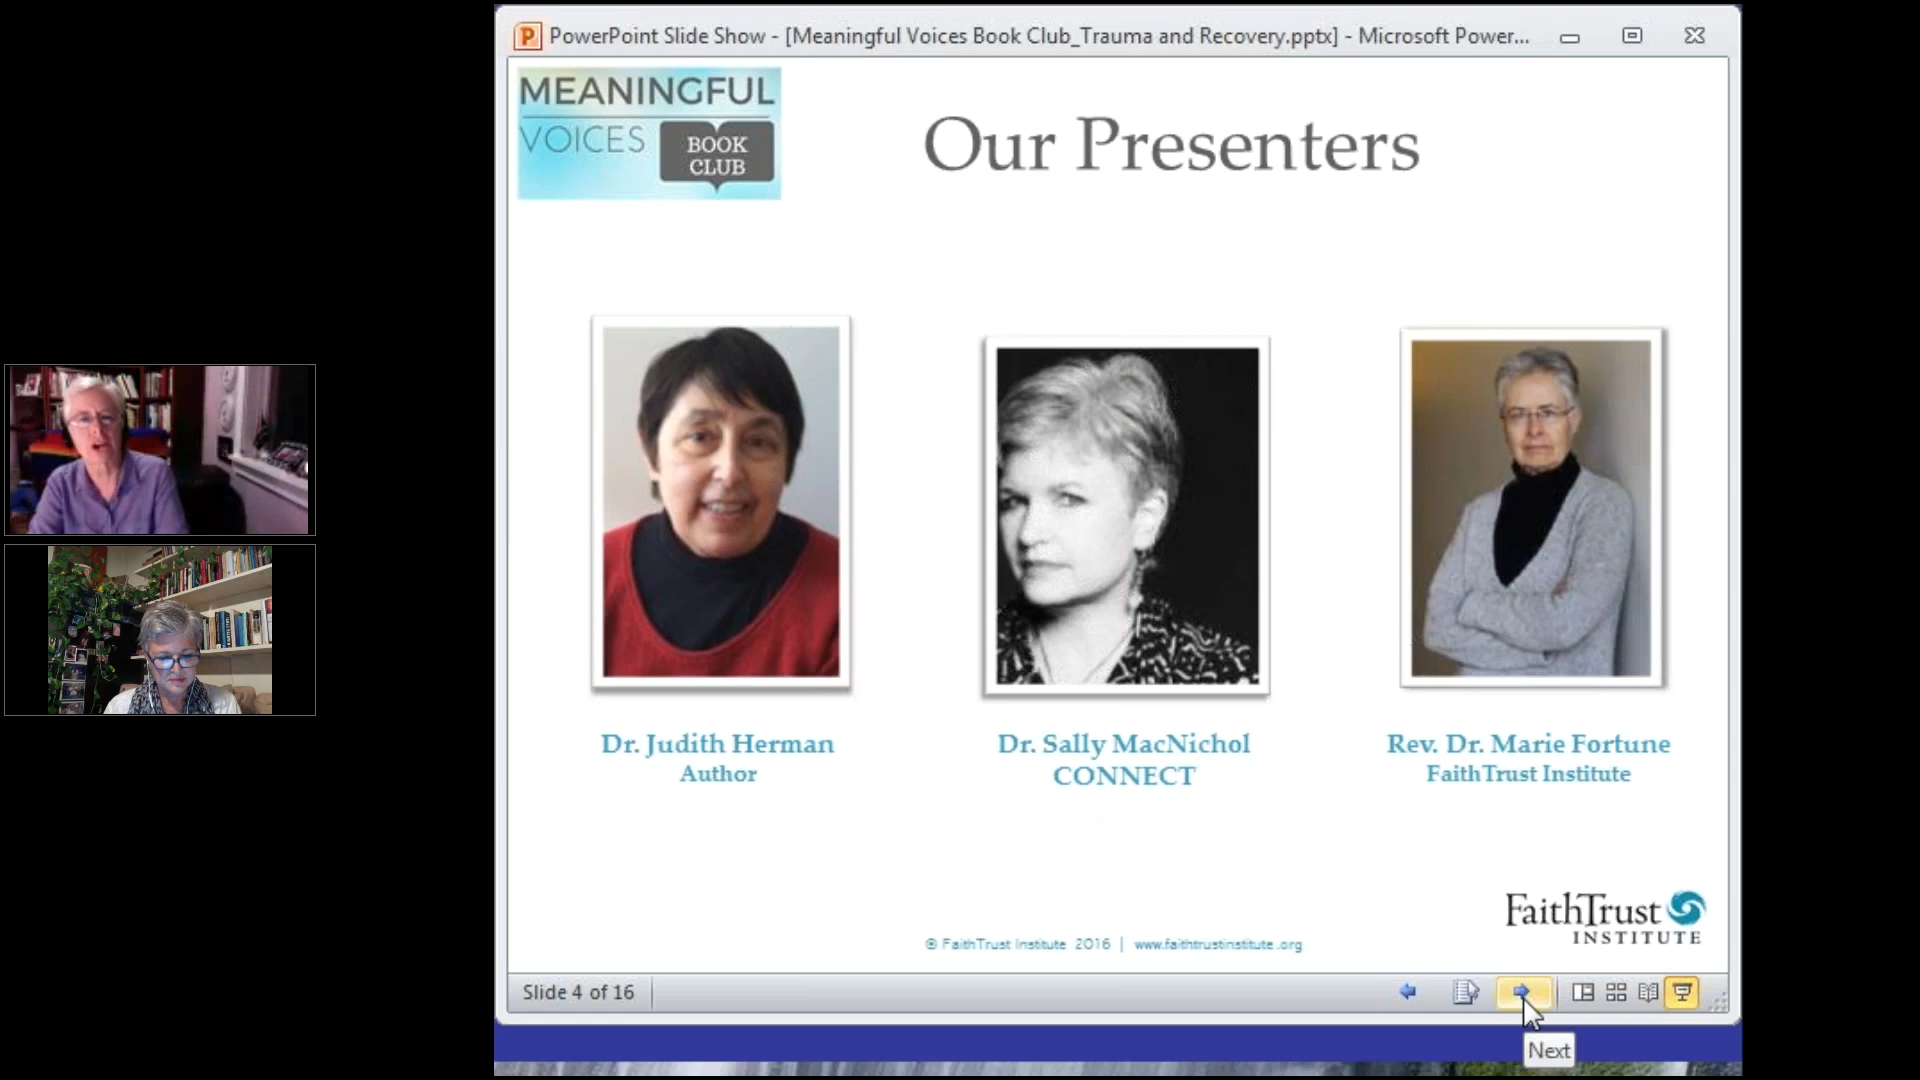 PowerPoint Slide Show - [Meaningful Voices Book Club_Trauma and Recovery.pptx] - Microsoft Power...
MEANINGFUL
VOICES
BOOK
CLUB
Our Presenters
Dr. Judith Herman
Author
Dr. Sally MacNichol
CONNECT
Rev. Dr. Marie Fortune
FaithTrust Institute
FaithTrust
INSTITUTE
© FaithTrust Institute 2016 | www.faithtrustinstitute.org
Slide 4 of 16
Next